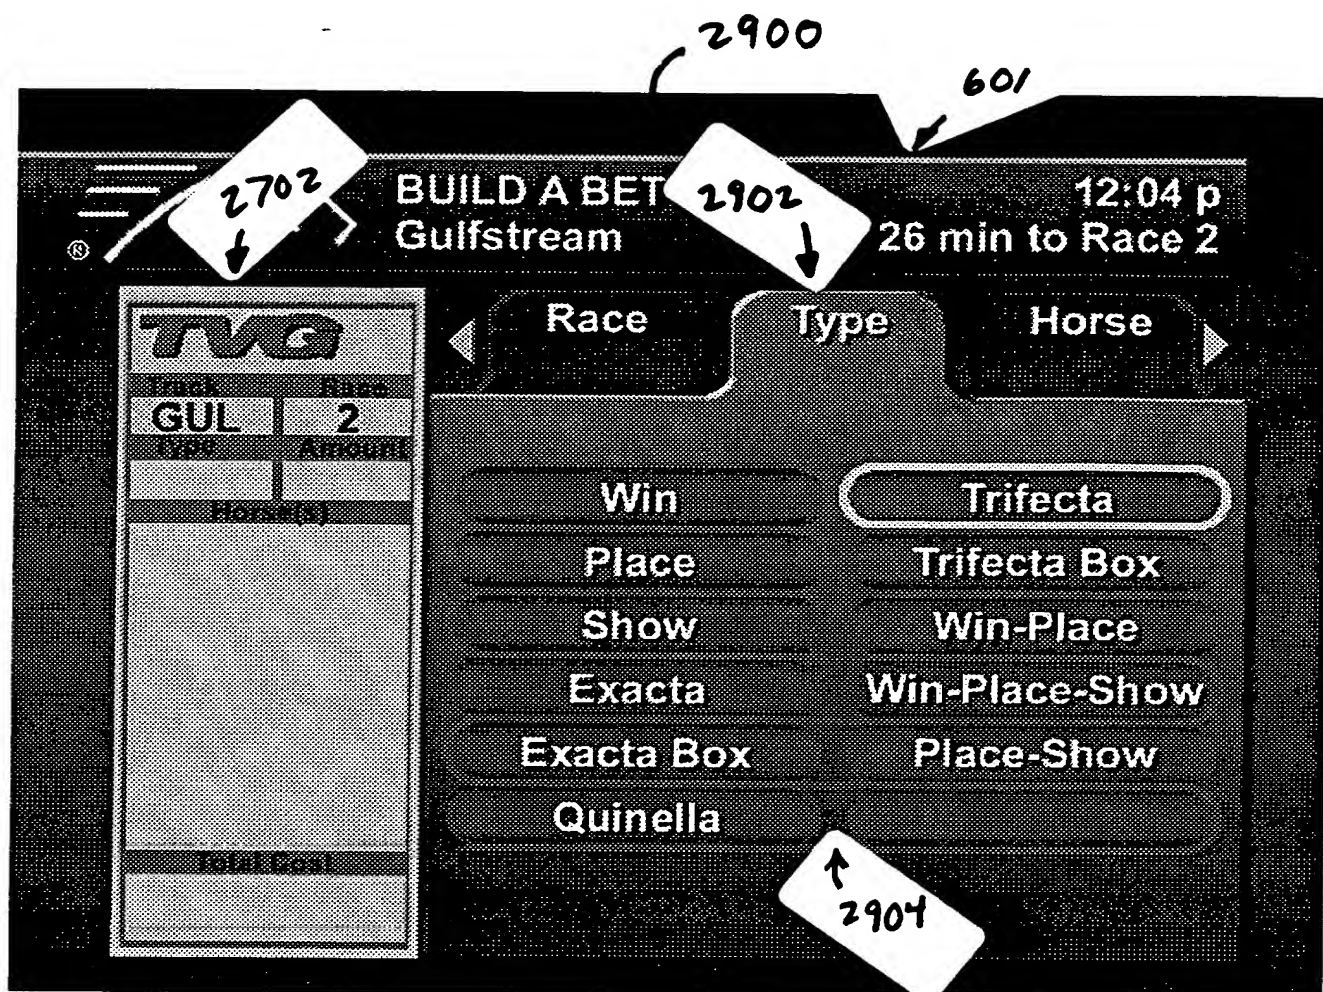 2900
601
2702
2902
BUILD A BET
12:04 p
Gulfstream
26 min to Race 2
®
TVG
Track Race
GUL 2
Type Amount
Horse(s)
Total Cost
Race Type Horse
Win Trifecta
Place Trifecta Box
Show Win-Place
Exacta Win-Place-Show
Exacta Box Place-Show
Quinella
2904